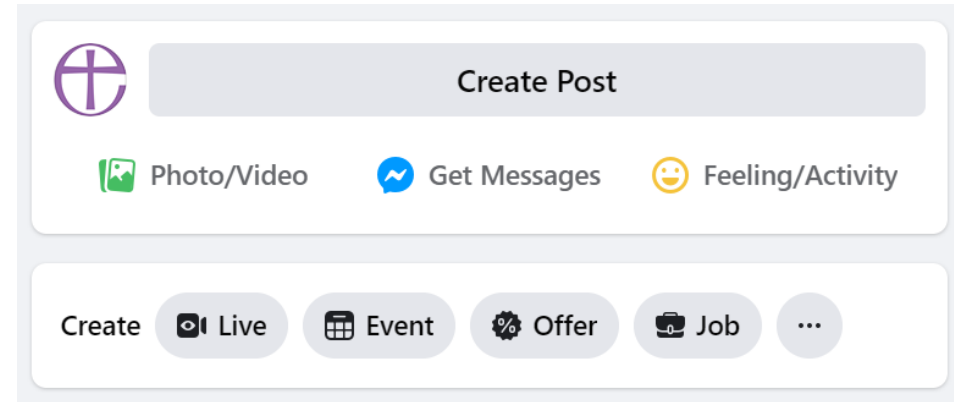 Create Post
Photo/Video Get Messages Feeling/Activity
Create Live Event Offer Job ...